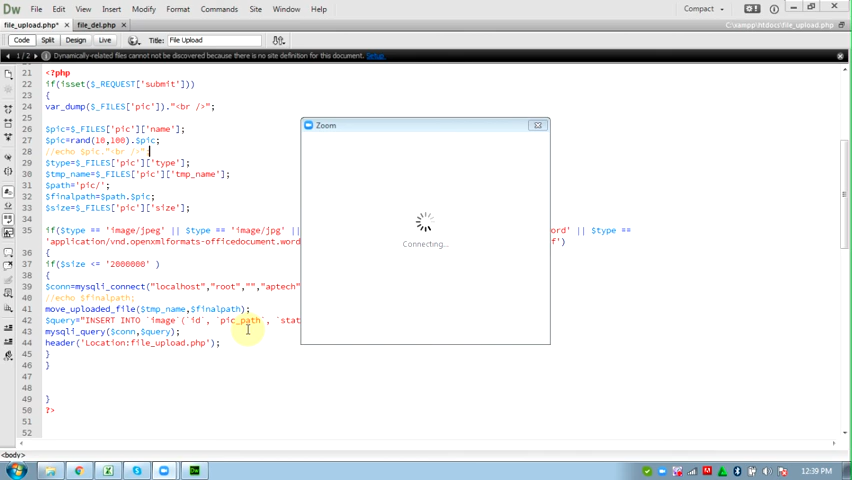 Dw File Edit View Insert Modify Format Commands Site Window Help Compact
file_upload.php* × file_del.php × C:\xampp\htdocs\file_upload.php
Code Split Design Live Title: File Upload
1 / 2 Dynamically-related files cannot be discovered because there is no site definition for this document. Setup
21 <?php
22 if(isset($_REQUEST['submit']))
23 {
24 var_dump($_FILES['pic'])."<br />";
25
26 $pic=$_FILES['pic']['name'];
27 $pic=rand(10,100).$pic;
28 //echo $pic."<br />";
29 $type=$_FILES['pic']['type'];
30 $tmp_name=$_FILES['pic']['tmp_name'];
31 $path='pic/';
32 $finalpath=$path.$pic;
33 $size=$_FILES['pic']['size'];
34
35 if($type == 'image/jpeg' || $type == 'image/jpg' || word' || $type ==
'application/vnd.openxmlformats-officedocument.word f')
36 {
37 if($size <= '2000000' )
38 {
39 $conn=mysqli_connect("localhost","root","","aptech"
40 //echo $finalpath;
41 move_uploaded_file($tmp_name,$finalpath);
42 $query="INSERT INTO `image`(`id`, `pic_path`, `stat
43 mysqli_query($conn,$query);
44 header('Location:file_upload.php');
45 }
46 }
47
48
49 }
50 ?>
51
52
Zoom
Connecting...
<body>
12:39 PM